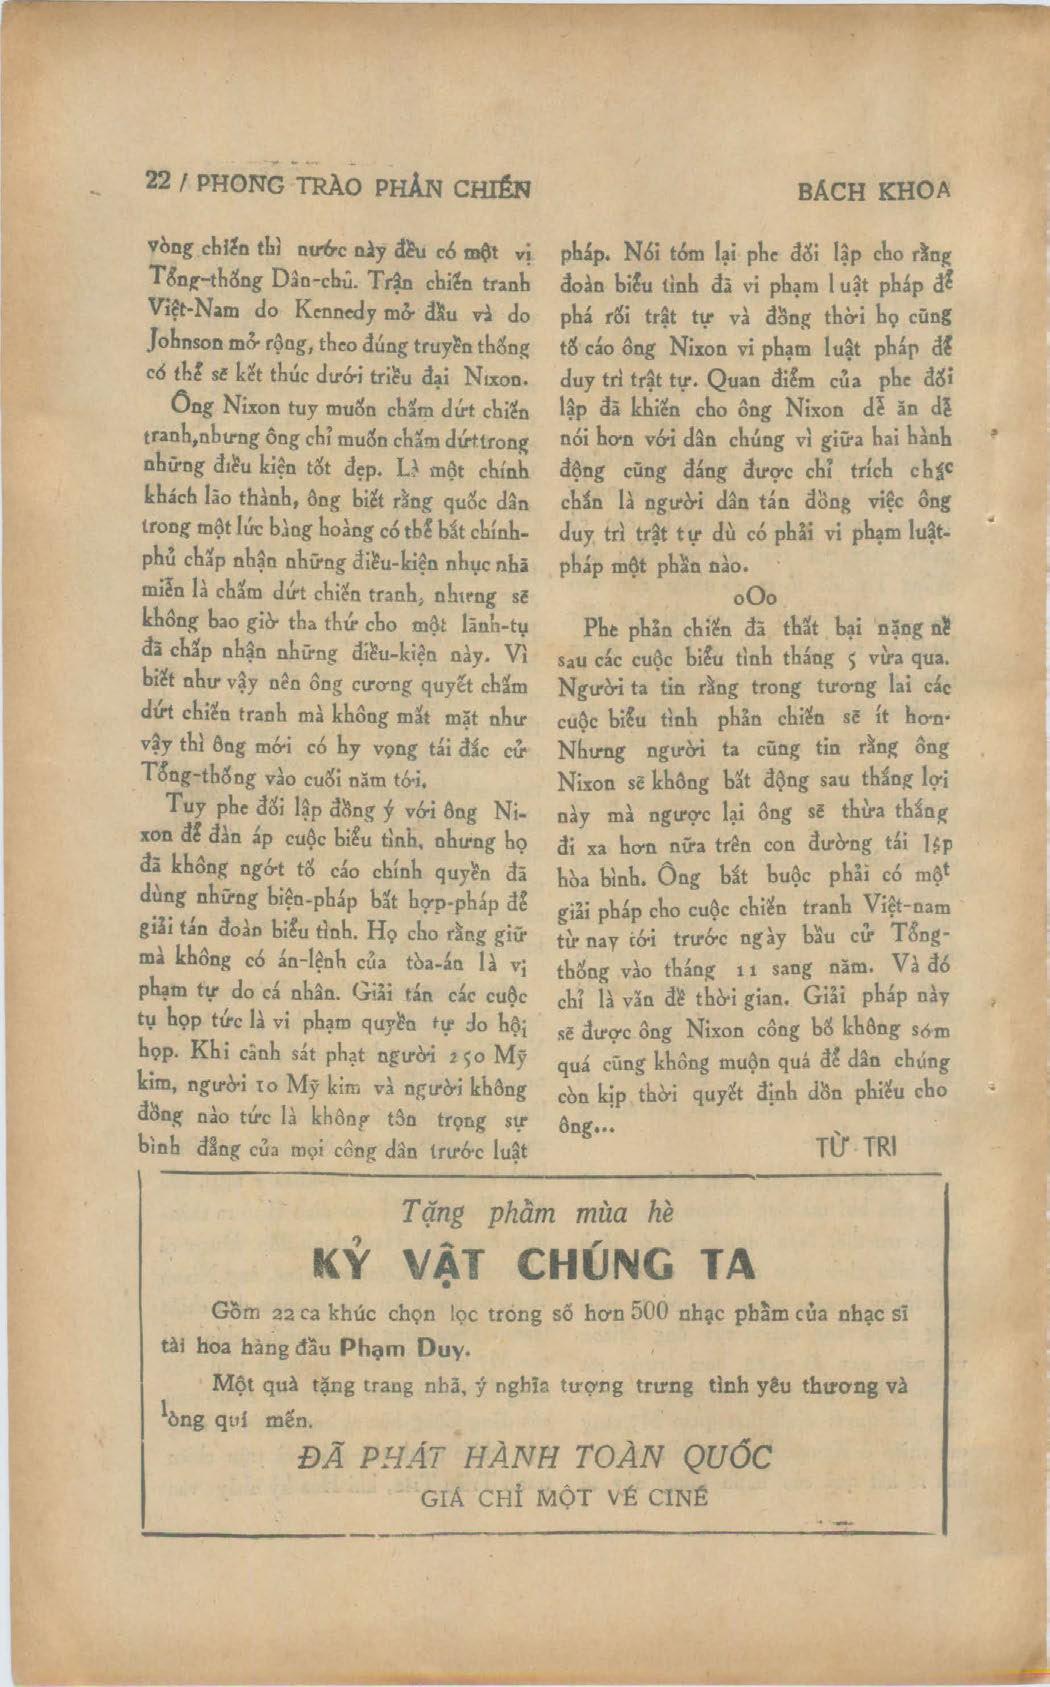 22 / PHONG TRÀO PHẢN CHIẾN
BÁCH KHOA
vòng chiến thì nước này đều có một vị
Tổng-thống Dân-chủ. Trận chiến tranh
Việt-Nam do Kennedy mở đầu và do
Johnson mở rộng, theo đúng truyền thống
có thể sẽ kết thúc dưới triều đại Nixon.
Ông Nixon tuy muốn chấm dứt chiến
tranh,nhưng ông chỉ muốn chấm dứt trong
những điều kiện tốt đẹp. Là một chính
khách lão thành, ông biết rằng quốc dân
trong một lúc bàng hoàng có thể bắt chính-
phủ chấp nhận những điều-kiện nhục nhã
miễn là chấm dứt chiến tranh, nhưng sẽ
không bao giờ tha thứ cho một lãnh-tụ
đã chấp nhận những điều-kiện này. Vì
biết như vậy nên ông cương quyết chấm
dứt chiến tranh mà không mất mặt như
vậy thì ông mới có hy vọng tái đắc cử
Tổng-thống vào cuối năm tới.
Tuy phe đối lập đồng ý với ông Ni-
xon để đàn áp cuộc biểu tình, nhưng họ
đã không ngớt tố cáo chính quyền đã
dùng những biện-pháp bất hợp-pháp để
giải tán đoàn biểu tình. Họ cho rằng giữ
mà không có án-lệnh của tòa-án là vị
phạm tự do cá nhân. Giải tán các cuộc
tụ họp tức là vi phạm quyền tự do hội
họp. Khi cảnh sát phạt người 250 Mỹ
kim, người 10 Mỹ kim và người không
đồng nào tức là không tôn trọng sự
bình đẳng của mọi công dân trước luật
pháp. Nói tóm lại phe đối lập cho rằng
đoàn biểu tình đã vi phạm luật pháp để
phá rối trật tự và đồng thời họ cũng
tố cáo ông Nixon vi phạm luật pháp để
duy trì trật tự. Quan điểm của phe đối
lập đã khiến cho ông Nixon dễ ăn dễ
nói hơn với dân chúng vì giữa hai hành
động cũng đáng được chỉ trích chắc
chắn là người dân tán đồng việc ông
duy trì trật tự dù có phải vi phạm luật-
pháp một phần nào.
oOo
Phe phản chiến đã thất bại nặng nề
sau các cuộc biểu tình tháng 5 vừa qua.
Người ta tin rằng trong tương lai các
cuộc biểu tình phản chiến sẽ ít hơn.
Nhưng người ta cũng tin rằng ông
Nixon sẽ không bất động sau thắng lợi
này mà ngược lại ông sẽ thừa thắng
đi xa hơn nữa trên con đường tái lập
hòa bình. Ông bắt buộc phải có một
giải pháp cho cuộc chiến tranh Việt-nam
từ nay tới trước ngày bầu cử Tổng-
thống vào tháng 11 sang năm. Và đó
chỉ là vấn đề thời gian. Giải pháp này
sẽ được ông Nixon công bố không sớm
quá cũng không muộn quá để dân chúng
còn kịp thời quyết định dồn phiếu cho
ông...
TỪ TRI
Tặng phẩm mùa hè
KỶ VẬT CHÚNG TA
Gồm 22 ca khúc chọn lọc trong số hơn 500 nhạc phẩm của nhạc sĩ
tài hoa hàng đầu Phạm Duy.
Một quà tặng trang nhã, ý nghĩa tượng trưng tình yêu thương và
lòng quí mến.
ĐÃ PHÁT HÀNH TOÀN QUỐC
GIÁ CHỈ MỘT VÉ CINÉ